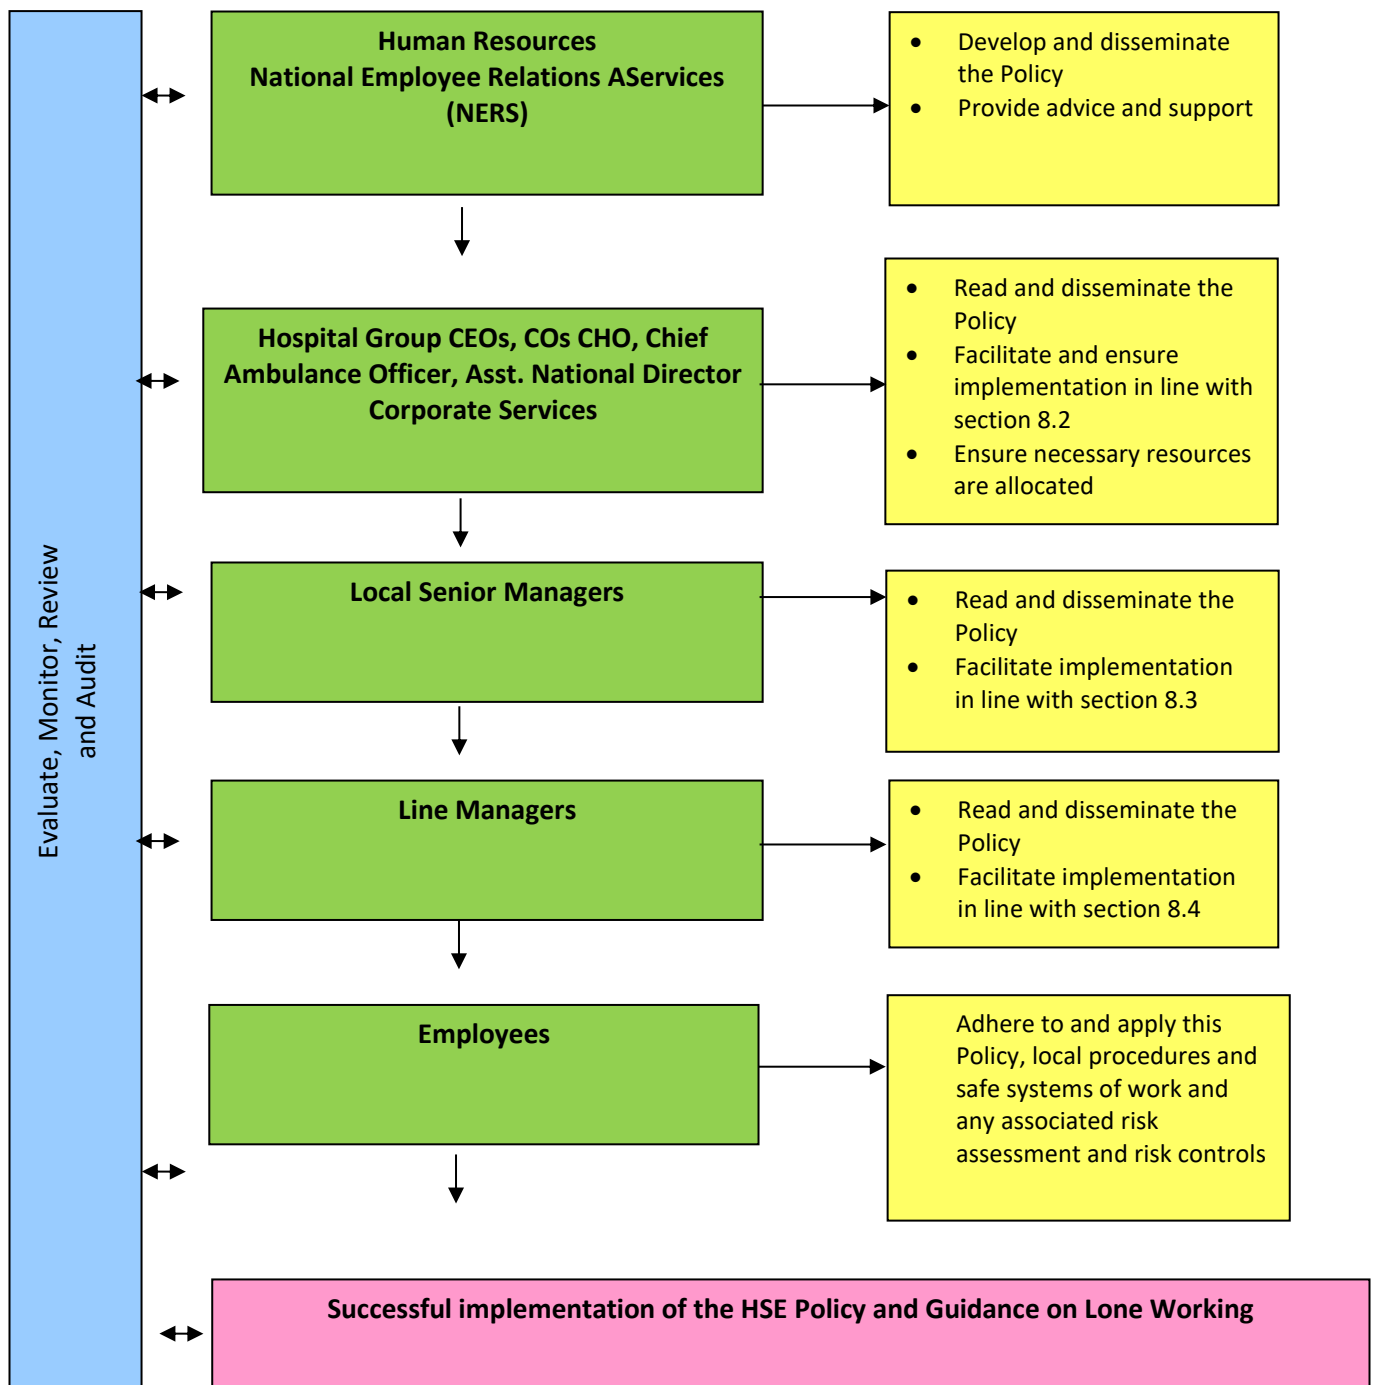 Human Resources
National Employee Relations AServices
(NERS)
• Develop and disseminate
the Policy
• Provide advice and support
Hospital Group CEOs, COs CHO, Chief
Ambulance Officer, Asst. National Director
Corporate Services
• Read and disseminate the
Policy
• Facilitate and ensure
implementation in line with
section 8.2
• Ensure necessary resources
are allocated
Evaluate, Monitor, Review
and Audit
Local Senior Managers
• Read and disseminate the
Policy
• Facilitate implementation
in line with section 8.3
Line Managers
• Read and disseminate the
Policy
• Facilitate implementation
in line with section 8.4
Employees
Adhere to and apply this
Policy, local procedures and
safe systems of work and
any associated risk
assessment and risk controls
Successful implementation of the HSE Policy and Guidance on Lone Working